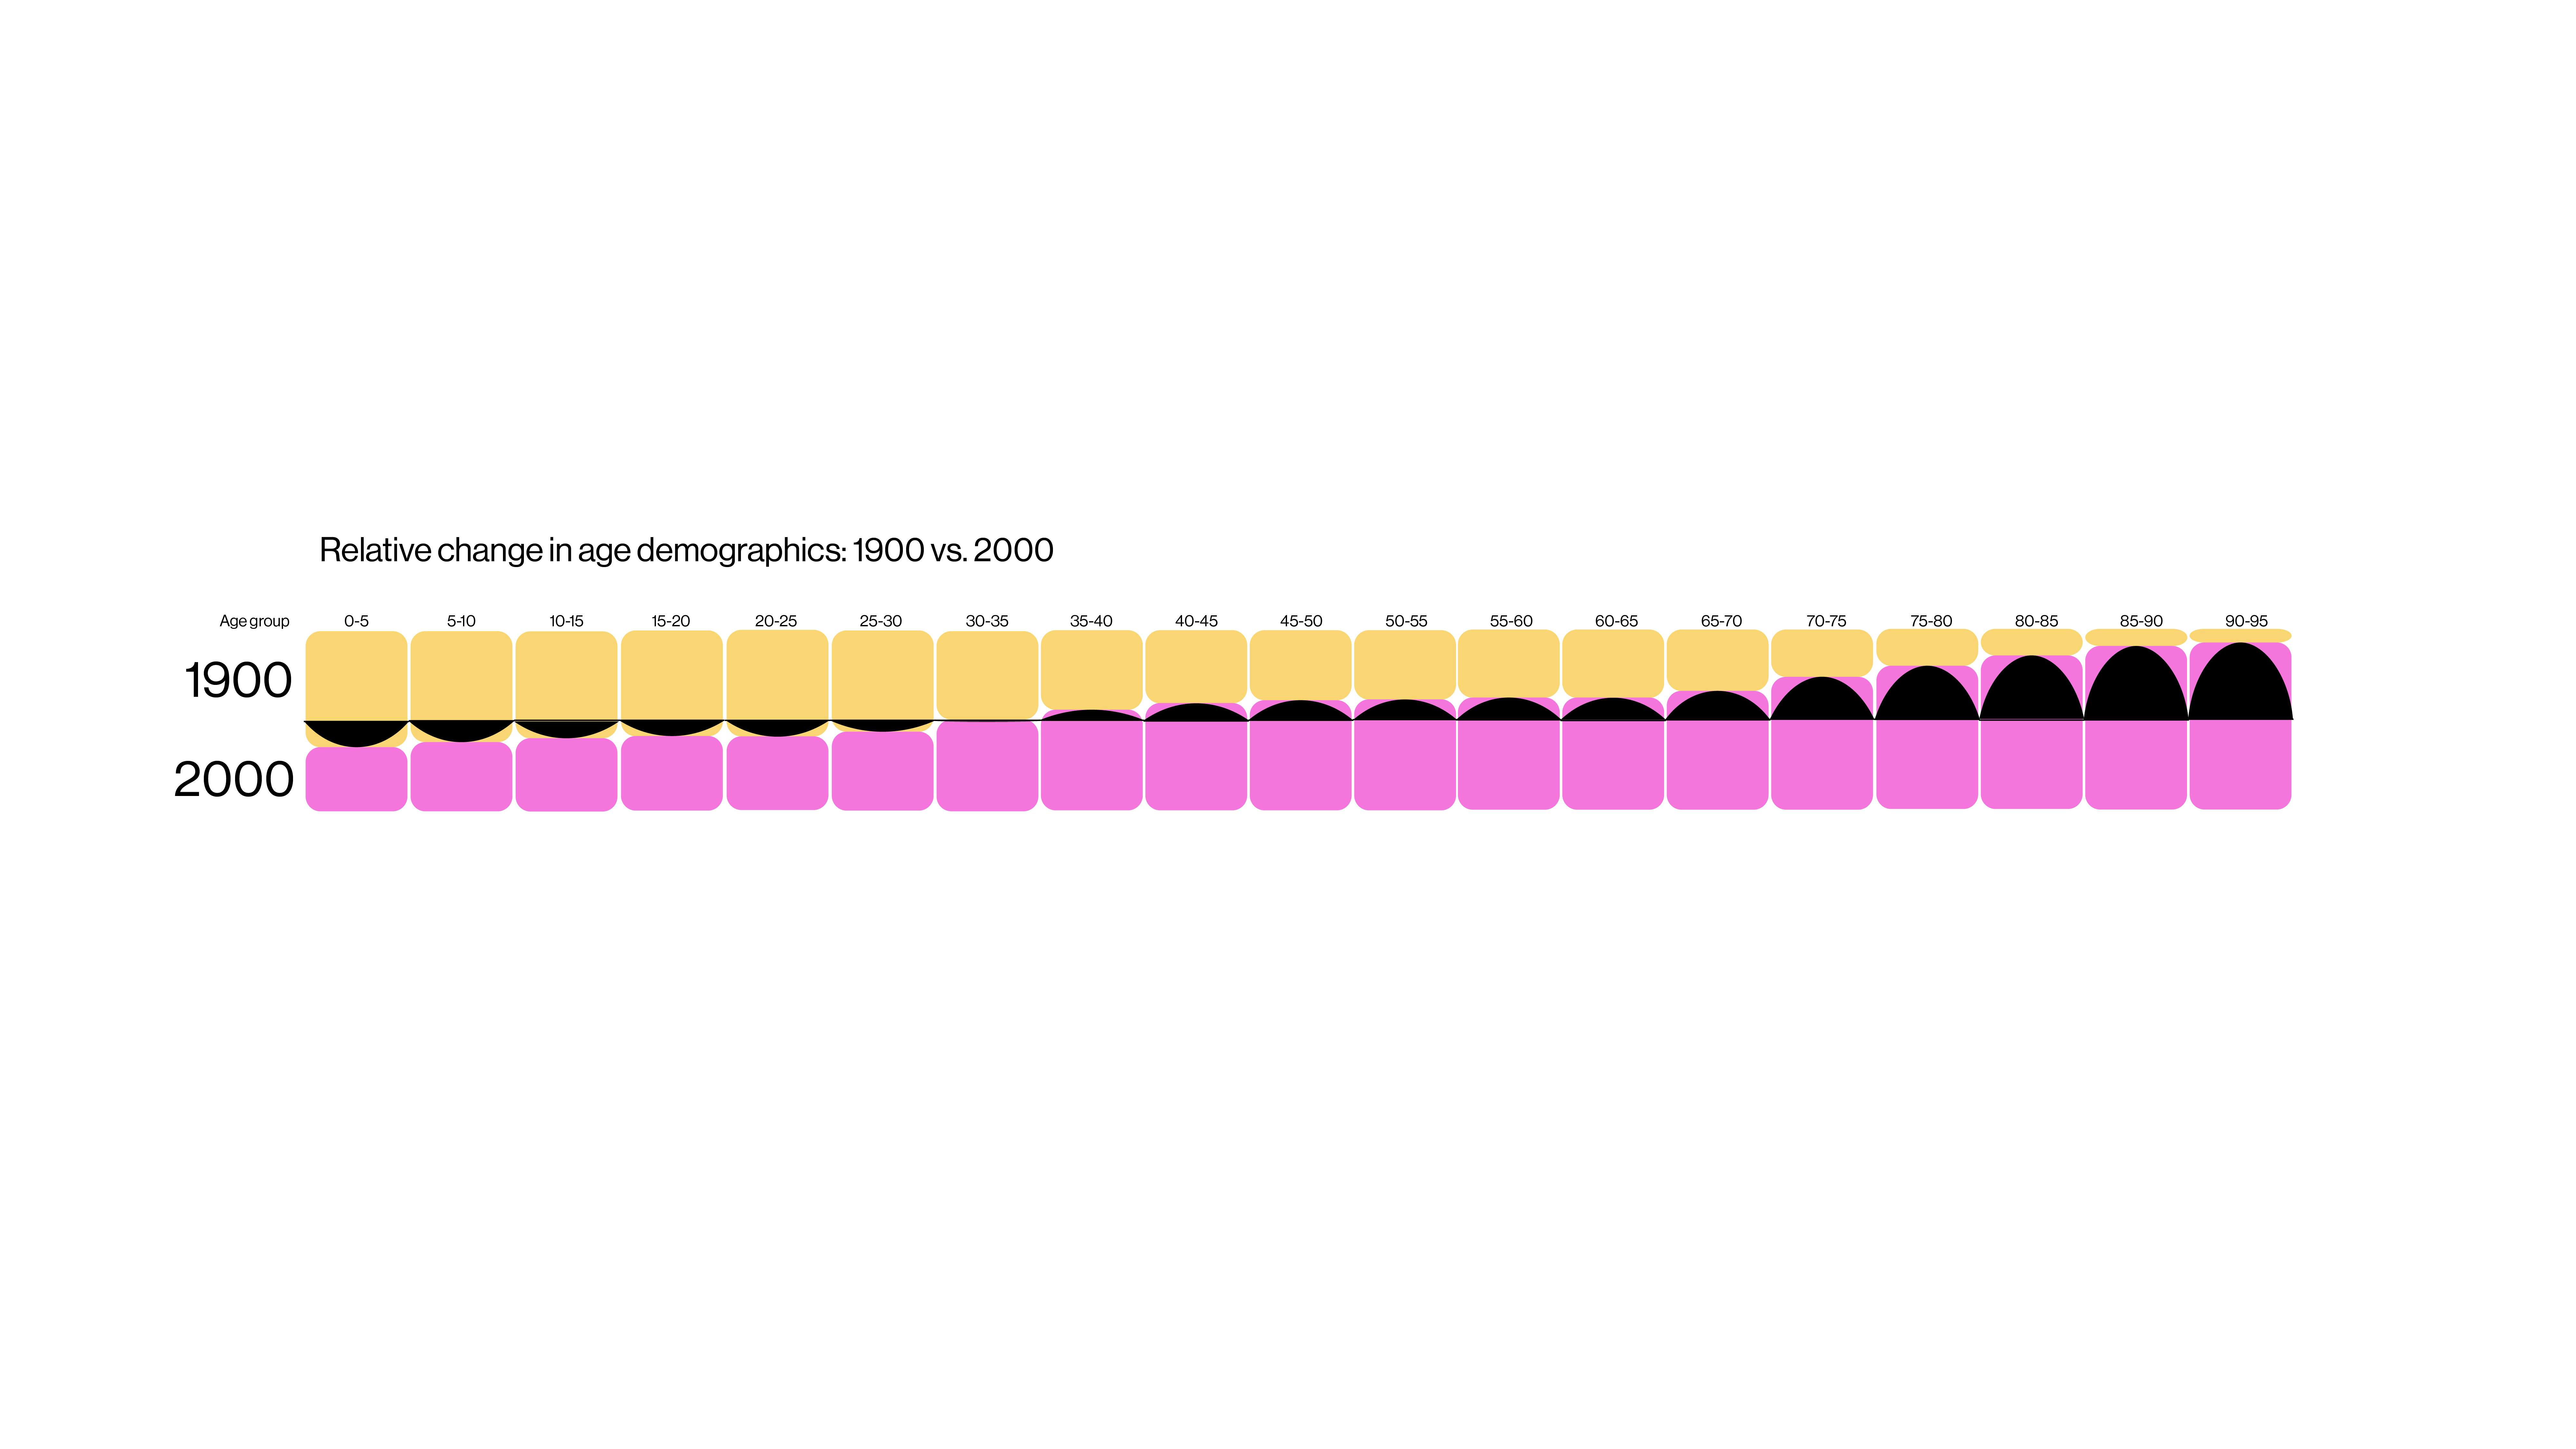 Relative change in age demographics: 1900 vs. 2000
Age group 0-5 5-10 10-15 15-20 20-25 25-30 30-35 35-40 40-45 45-50 50-55 55-60 60-65 65-70 70-75 75-80 80-85 85-90 90-95
1900
2000